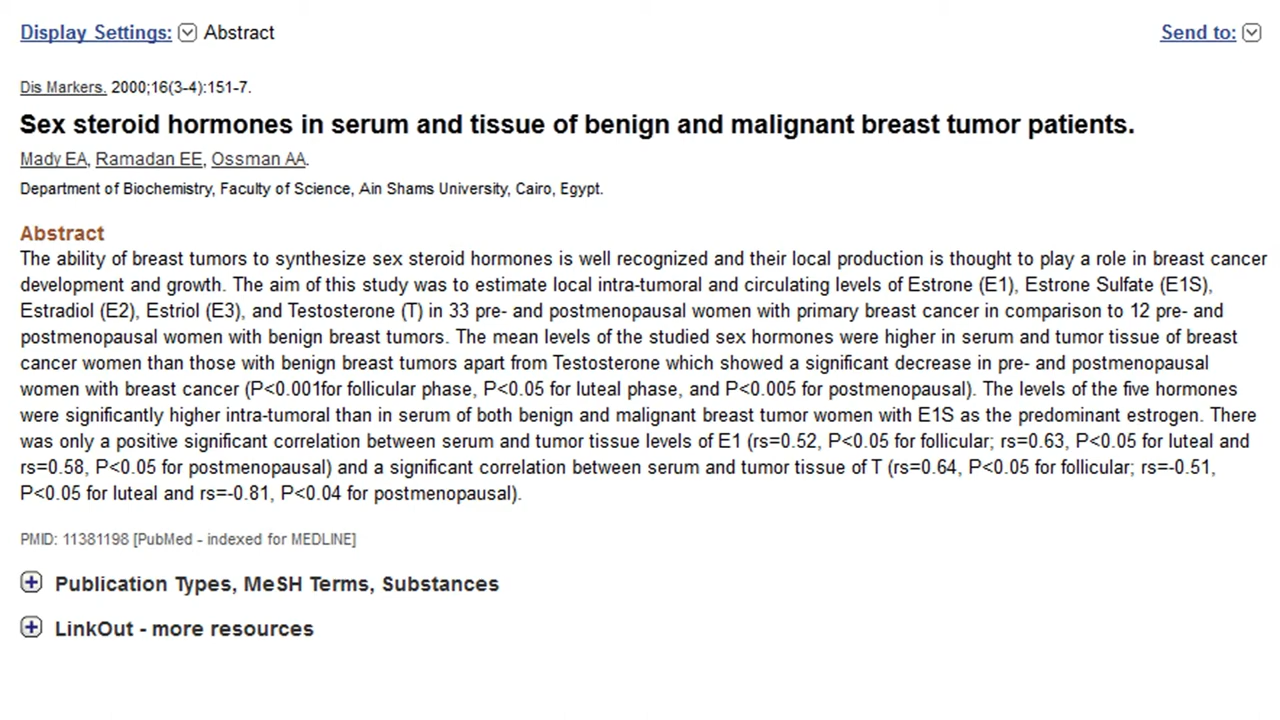 Display Settings: Abstract Send to:
Dis Markers. 2000;16(3-4):151-7.
Sex steroid hormones in serum and tissue of benign and malignant breast tumor patients.
Mady EA, Ramadan EE, Ossman AA.
Department of Biochemistry, Faculty of Science, Ain Shams University, Cairo, Egypt.
Abstract
The ability of breast tumors to synthesize sex steroid hormones is well recognized and their local production is thought to play a role in breast cancer
development and growth. The aim of this study was to estimate local intra-tumoral and circulating levels of Estrone (E1), Estrone Sulfate (E1S),
Estradiol (E2), Estriol (E3), and Testosterone (T) in 33 pre- and postmenopausal women with primary breast cancer in comparison to 12 pre- and
postmenopausal women with benign breast tumors. The mean levels of the studied sex hormones were higher in serum and tumor tissue of breast
cancer women than those with benign breast tumors apart from Testosterone which showed a significant decrease in pre- and postmenopausal
women with breast cancer (P<0.001for follicular phase, P<0.05 for luteal phase, and P<0.005 for postmenopausal). The levels of the five hormones
were significantly higher intra-tumoral than in serum of both benign and malignant breast tumor women with E1S as the predominant estrogen. There
was only a positive significant correlation between serum and tumor tissue levels of E1 (rs=0.52, P<0.05 for follicular; rs=0.63, P<0.05 for luteal and
rs=0.58, P<0.05 for postmenopausal) and a significant correlation between serum and tumor tissue of T (rs=0.64, P<0.05 for follicular; rs=-0.51,
P<0.05 for luteal and rs=-0.81, P<0.04 for postmenopausal).
PMID: 11381198 [PubMed - indexed for MEDLINE]
Publication Types, MeSH Terms, Substances
LinkOut - more resources